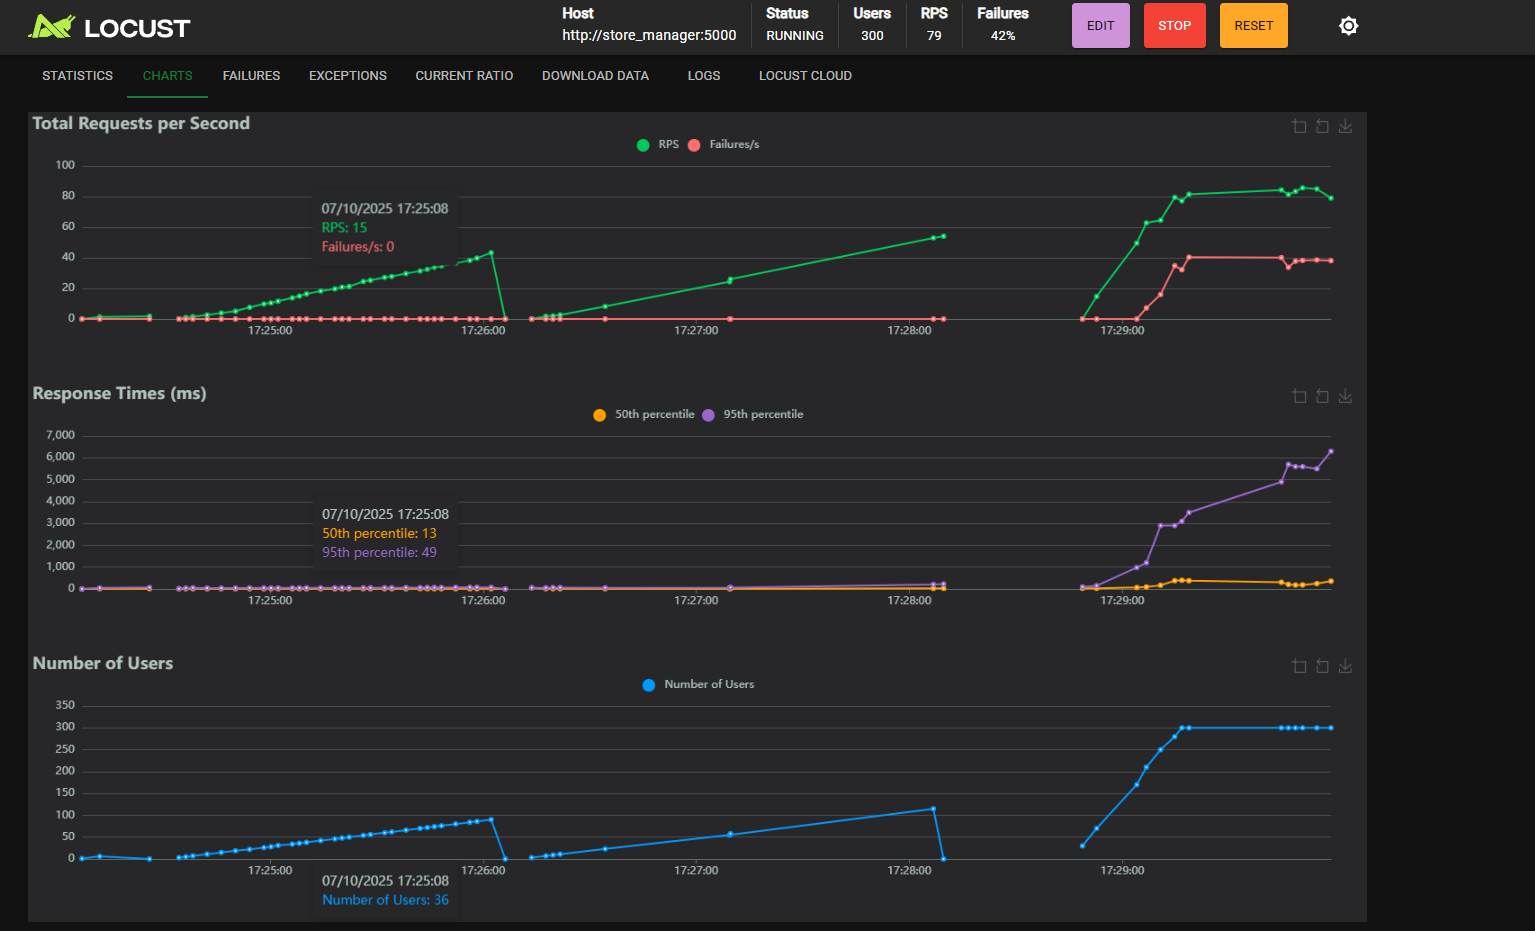 LOCUST
Host
http://store_manager:5000
Status
RUNNING
Users
300
RPS
79
Failures
42%
EDIT
STOP
RESET
STATISTICS CHARTS FAILURES EXCEPTIONS CURRENT RATIO DOWNLOAD DATA LOGS LOCUST CLOUD
Total Requests per Second
RPS Failures/s
100
80
60
40
20
0
07/10/2025 17:25:08
RPS: 15
Failures/s: 0
17:25:00 17:26:00 17:27:00 17:28:00 17:29:00
Response Times (ms)
50th percentile 95th percentile
7,000
6,000
5,000
4,000
3,000
2,000
1,000
0
07/10/2025 17:25:08
50th percentile: 13
95th percentile: 49
17:25:00 17:26:00 17:27:00 17:28:00 17:29:00
Number of Users
Number of Users
350
300
250
200
150
100
50
0
17:25:00 17:26:00 17:27:00 17:28:00 17:29:00
07/10/2025 17:25:08
Number of Users: 36